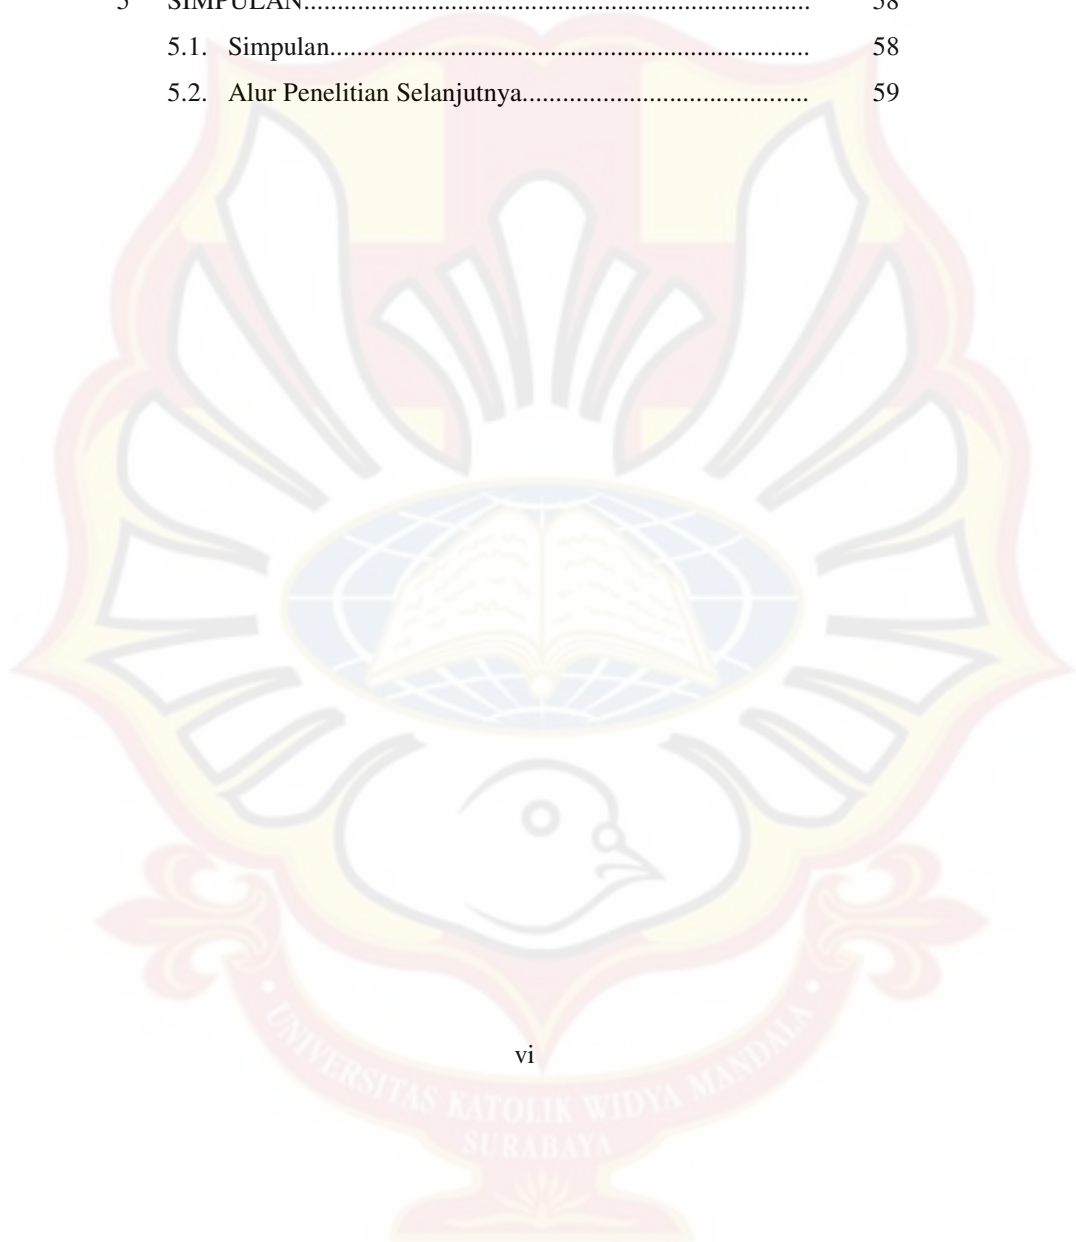 5 SIMPULAN........................................................................... 58
5.1. Simpulan....................................................................... 58
5.2. Alur Penelitian Selanjutnya.......................................... 59
vi
UNIVERSITAS KATOLIK WIDYA MANDALA
SURABAYA